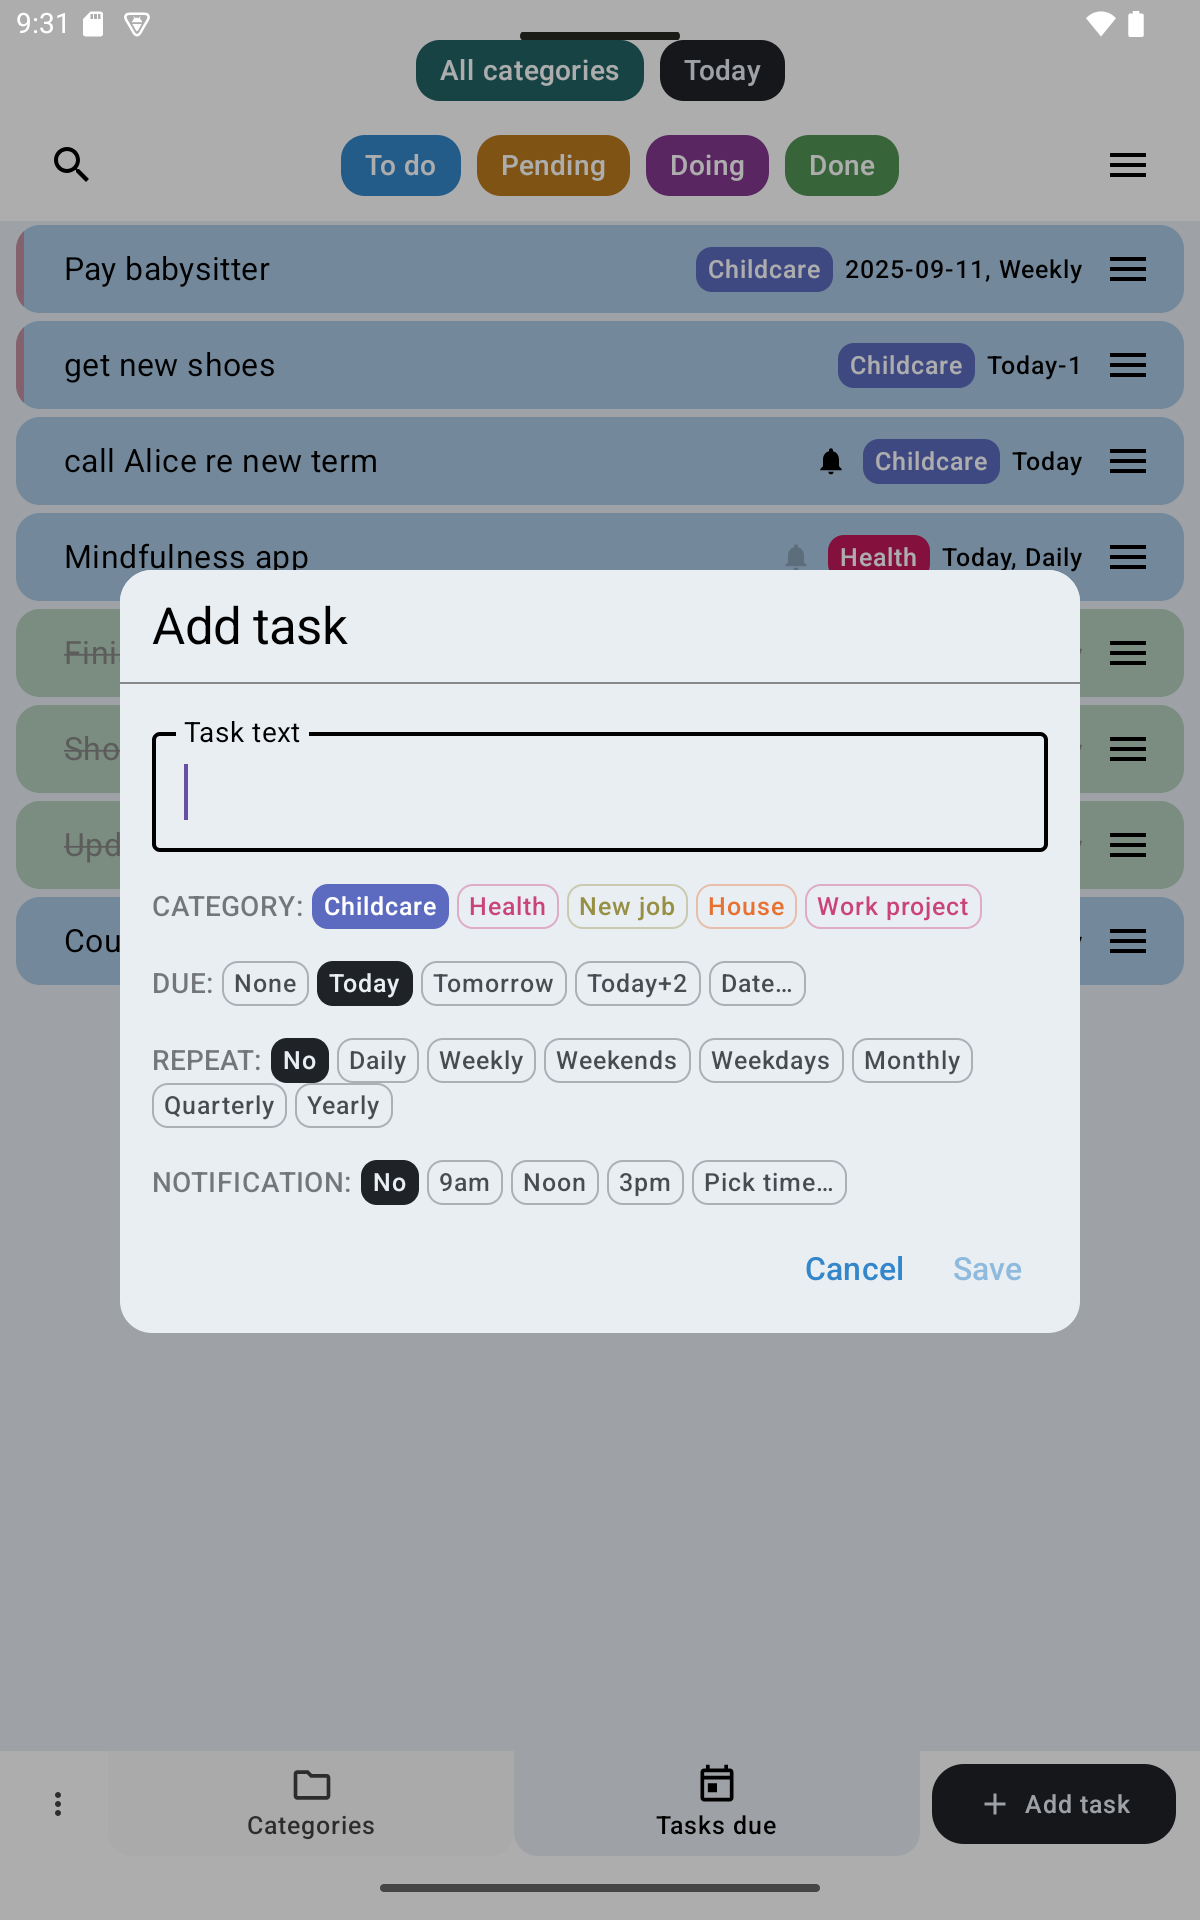 9:31
All categories Today
To do Pending Doing Done
Pay babysitter Childcare 2025-09-11, Weekly
get new shoes Childcare Today-1
call Alice re new term Childcare Today
Mindfulness app Health Today, Daily
Add task
Task text
CATEGORY: Childcare Health New job House Work project
DUE: None Today Tomorrow Today+2 Date...
REPEAT: No Daily Weekly Weekends Weekdays Monthly
Quarterly Yearly
NOTIFICATION: No 9am Noon 3pm Pick time...
Cancel Save
Categories Tasks due + Add task